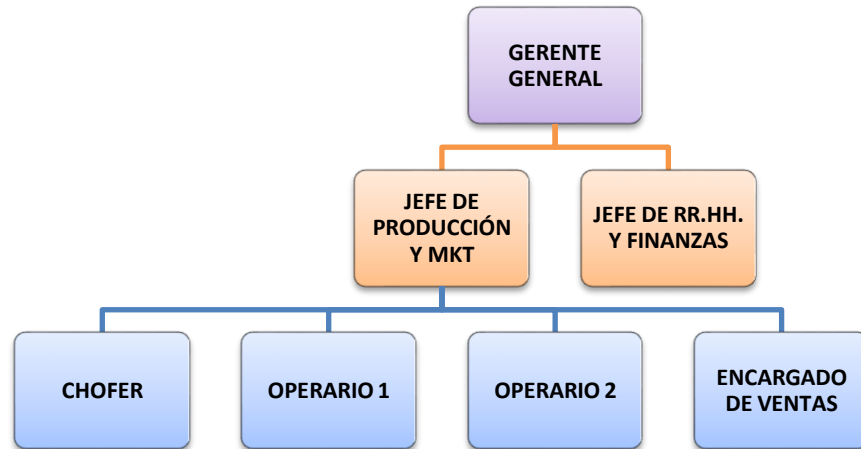 GERENTE
GENERAL
JEFE DE
PRODUCCIÓN
Y MKT
JEFE DE RR.HH.
Y FINANZAS
CHOFER
OPERARIO 1
OPERARIO 2
ENCARGADO
DE VENTAS